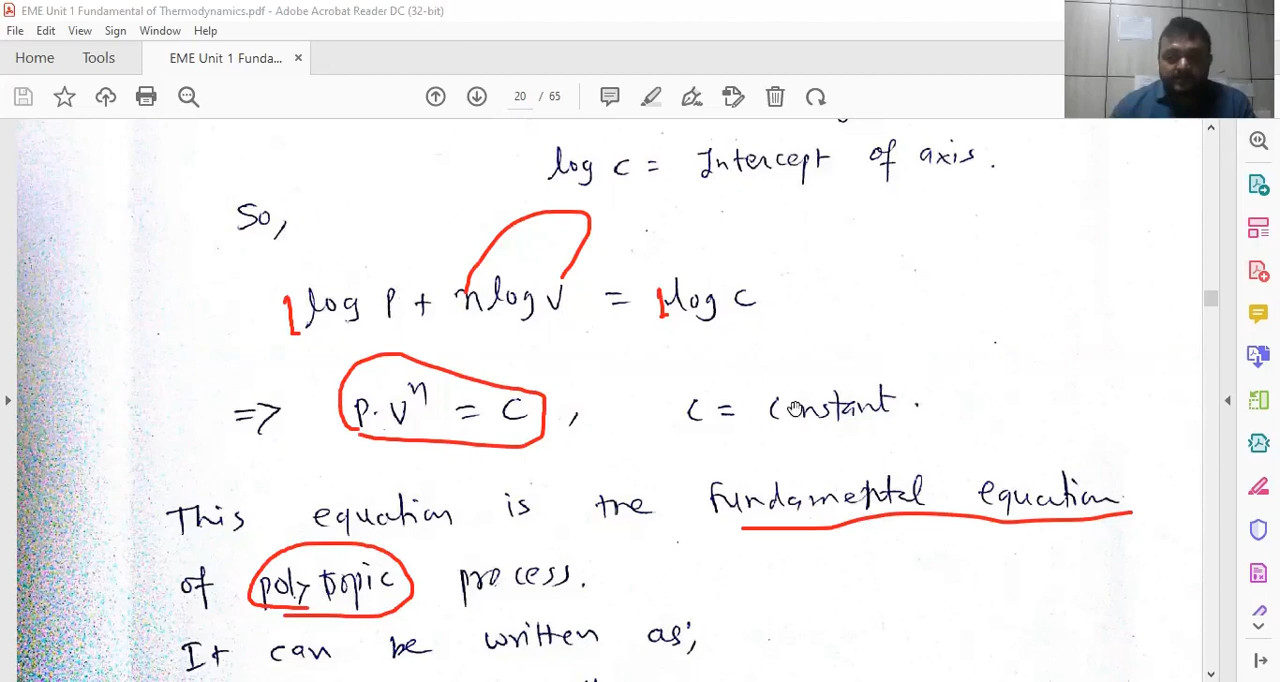 EME Unit 1 Fundamental of Thermodynamics.pdf - Adobe Acrobat Reader DC (32-bit)
File Edit View Sign Window Help
Home Tools EME Unit 1 Funda... ×
20 / 65
log c = Intercept of axis.
So,
1 log p + n log v = 1 log c
=> p. vⁿ = c , c = constant.
This equation is the fundamental equation
of polytropic process.
It can be written as;